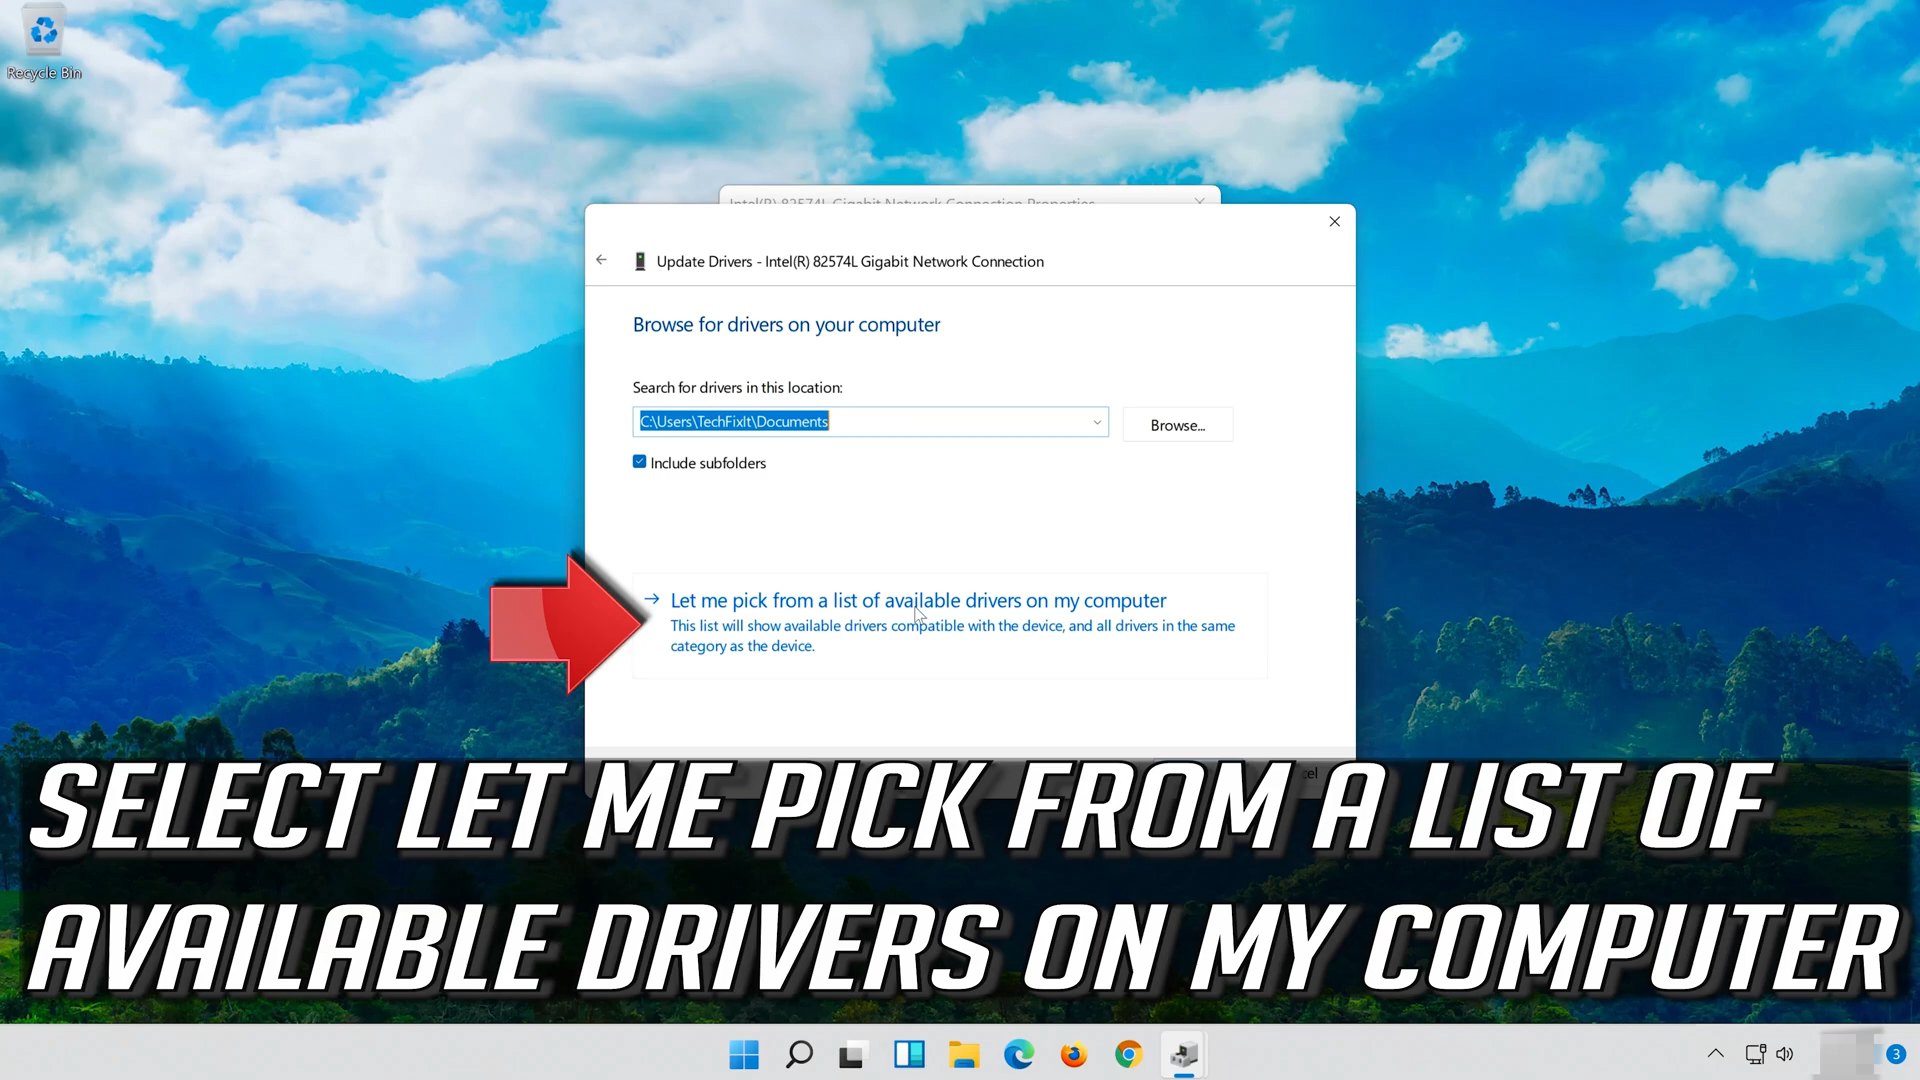 Recycle Bin
Intel(R) 82574L Gigabit Network Connection Properties
Update Drivers - Intel(R) 82574L Gigabit Network Connection
Browse for drivers on your computer
Search for drivers in this location:
C:\Users\TechFixIt\Documents
Browse...
Include subfolders
Let me pick from a list of available drivers on my computer
This list will show available drivers compatible with the device, and all drivers in the same
category as the device.
SELECT LET ME PICK FROM A LIST OF
AVAILABLE DRIVERS ON MY COMPUTER
3